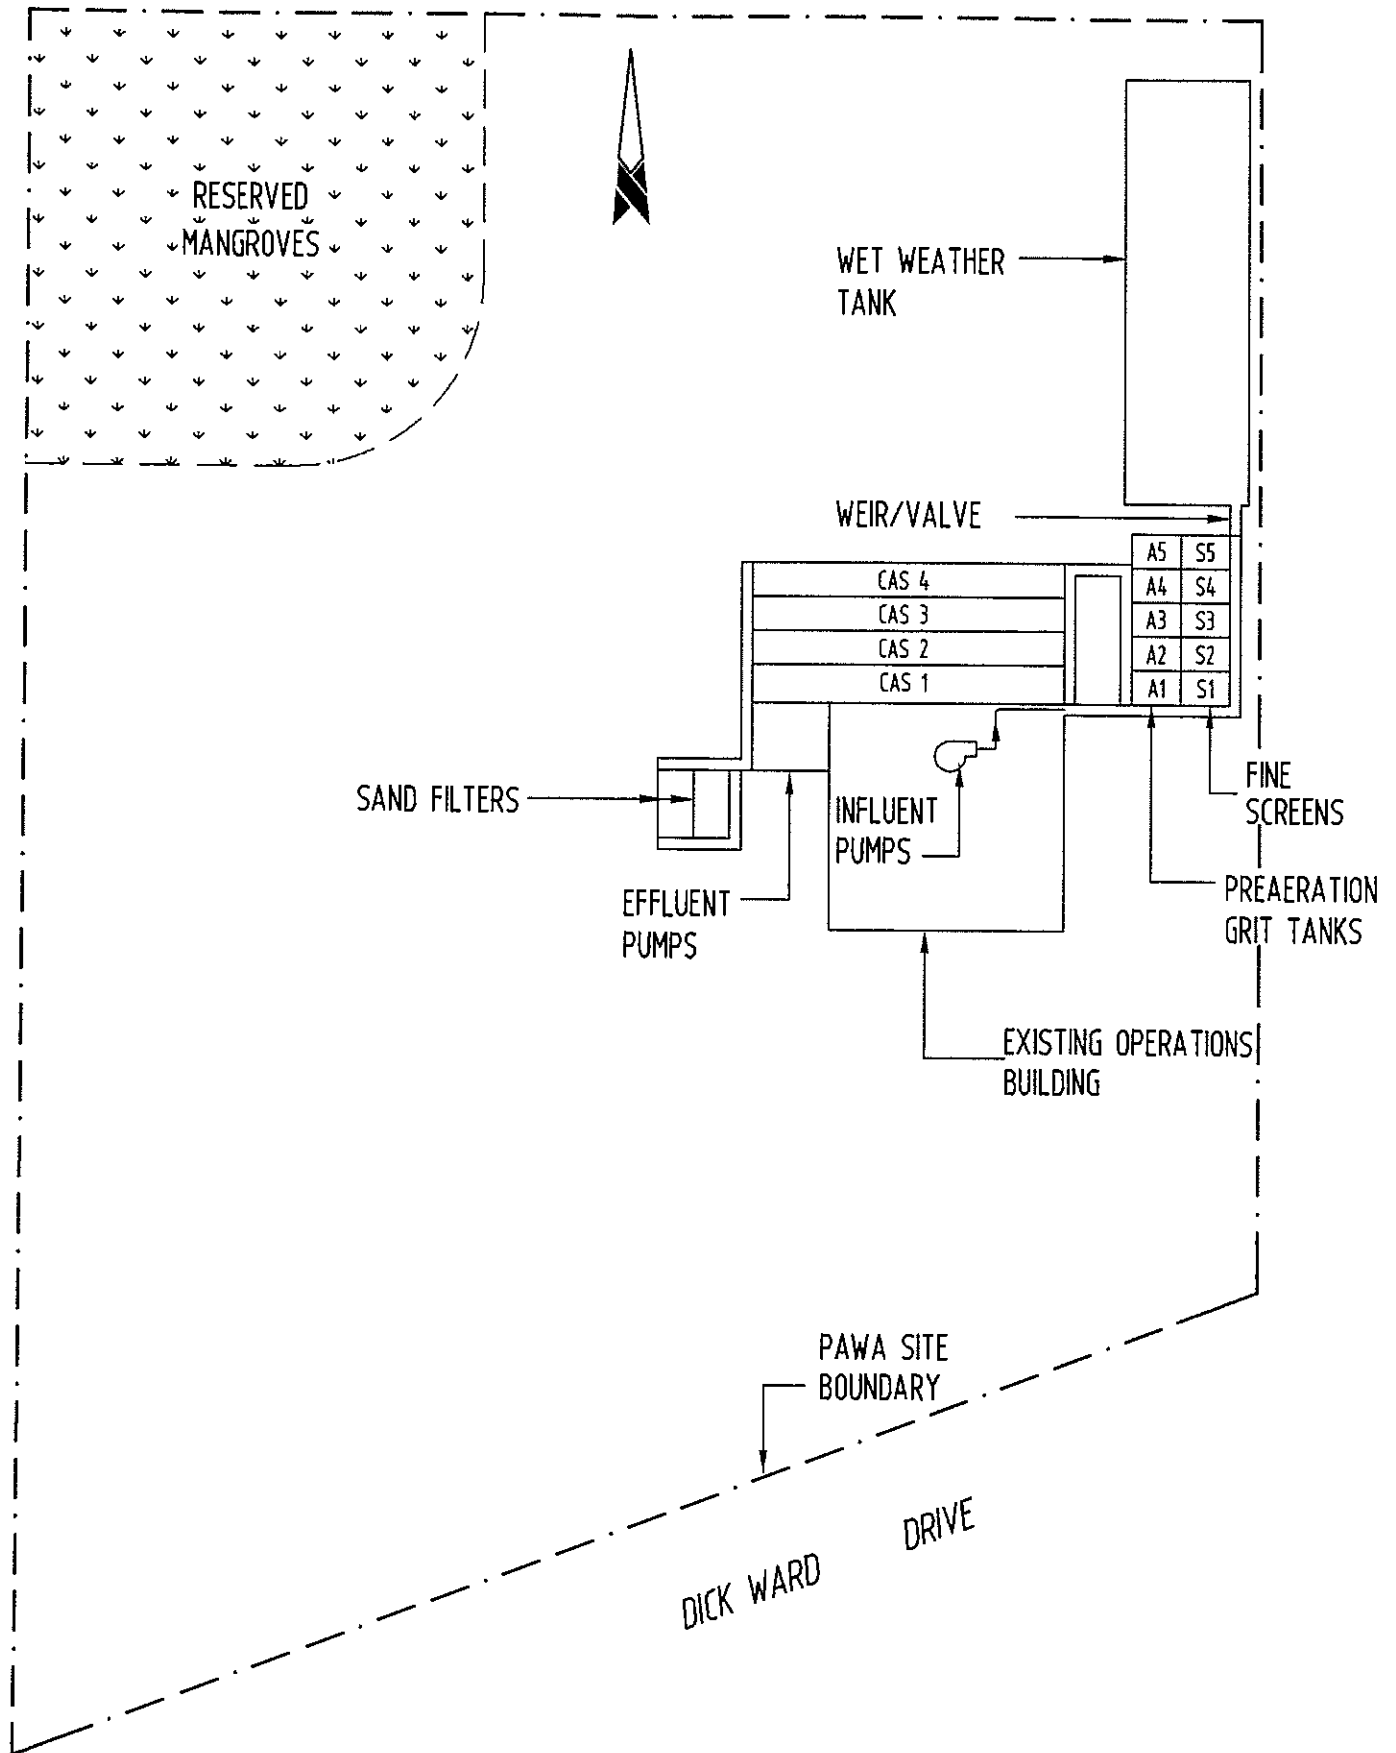 RESERVED
MANGROVES
WET WEATHER
TANK
WEIR/VALVE
A5 S5
CAS 4
A4 S4
CAS 3
A3 S3
CAS 2
A2 S2
CAS 1
A1 S1
SAND FILTERS
INFLUENT
PUMPS
FINE
SCREENS
EFFLUENT
PUMPS
PREAERATION
GRIT TANKS
EXISTING OPERATIONS
BUILDING
PAWA SITE
BOUNDARY
DICK WARD DRIVE